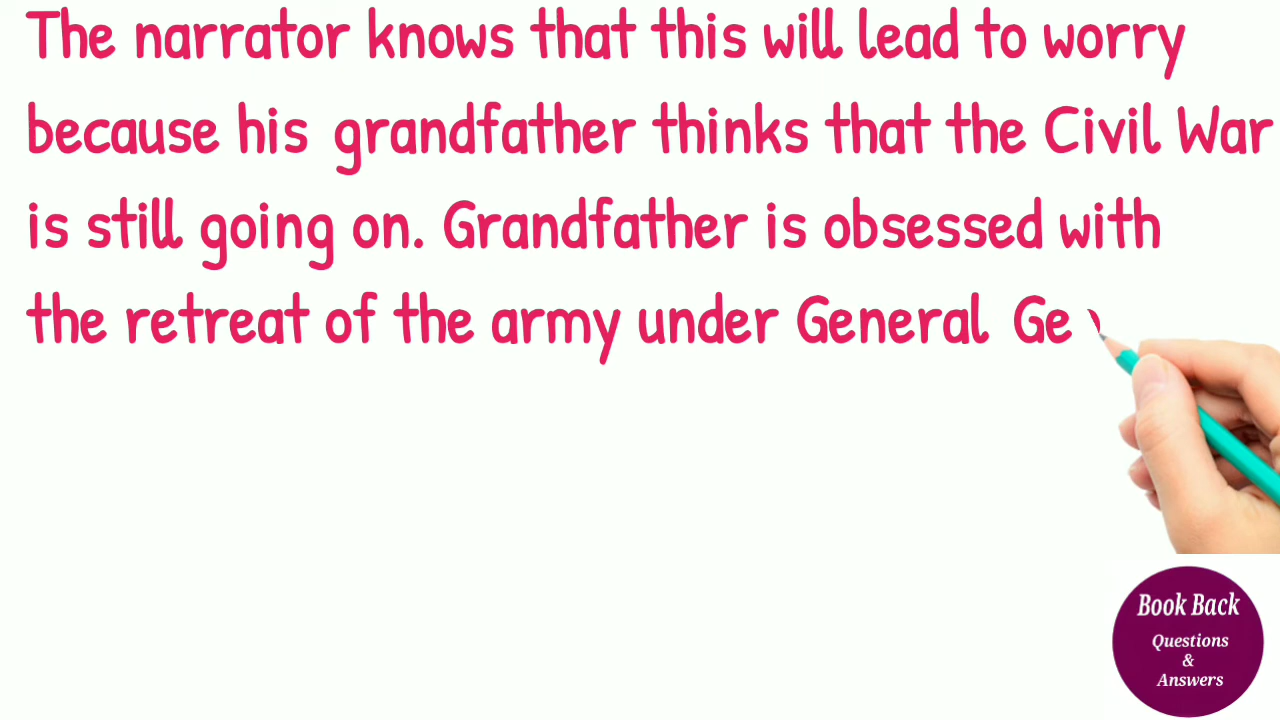 The narrator knows that this will lead to worry
because his grandfather thinks that the Civil War
is still going on. Grandfather is obsessed with
the retreat of the army under General Ge
Book Back
Questions
&
Answers